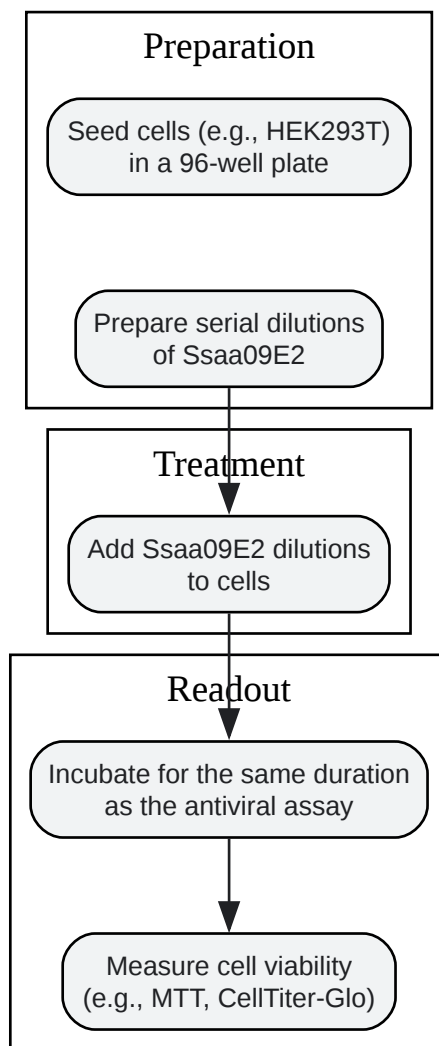 Preparation
Seed cells (e.g., HEK293T)
in a 96-well plate
Prepare serial dilutions
of Ssaa09E2
Treatment
Add Ssaa09E2 dilutions
to cells
Readout
Incubate for the same duration
as the antiviral assay
Measure cell viability
(e.g., MTT, CellTiter-Glo)